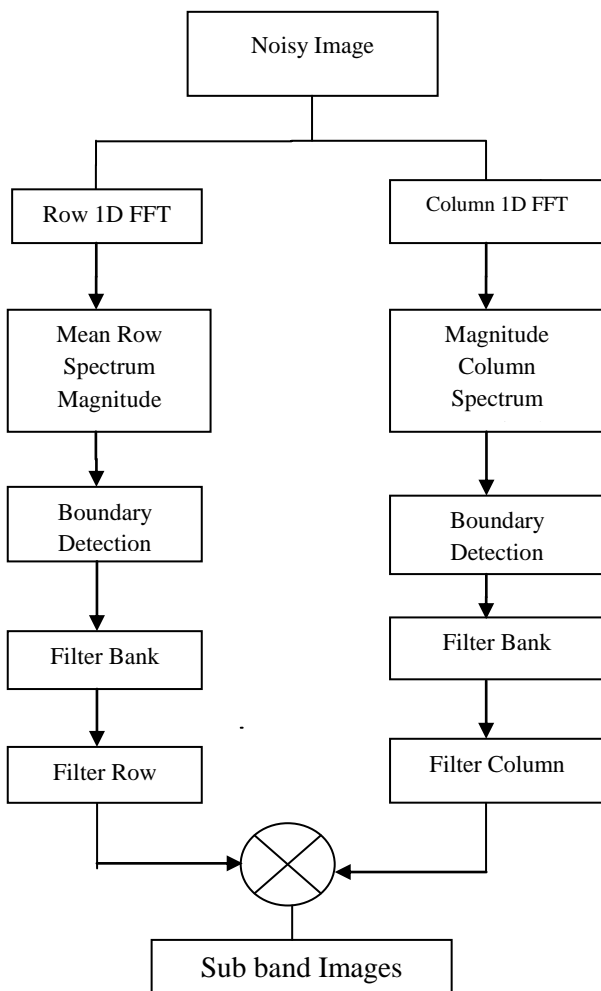 Noisy Image
Row 1D FFT
Column 1D FFT
Mean Row
Spectrum
Magnitude
Magnitude
Column
Spectrum
Boundary
Detection
Boundary
Detection
Filter Bank
Filter Bank
Filter Row
Filter Column
Sub band Images